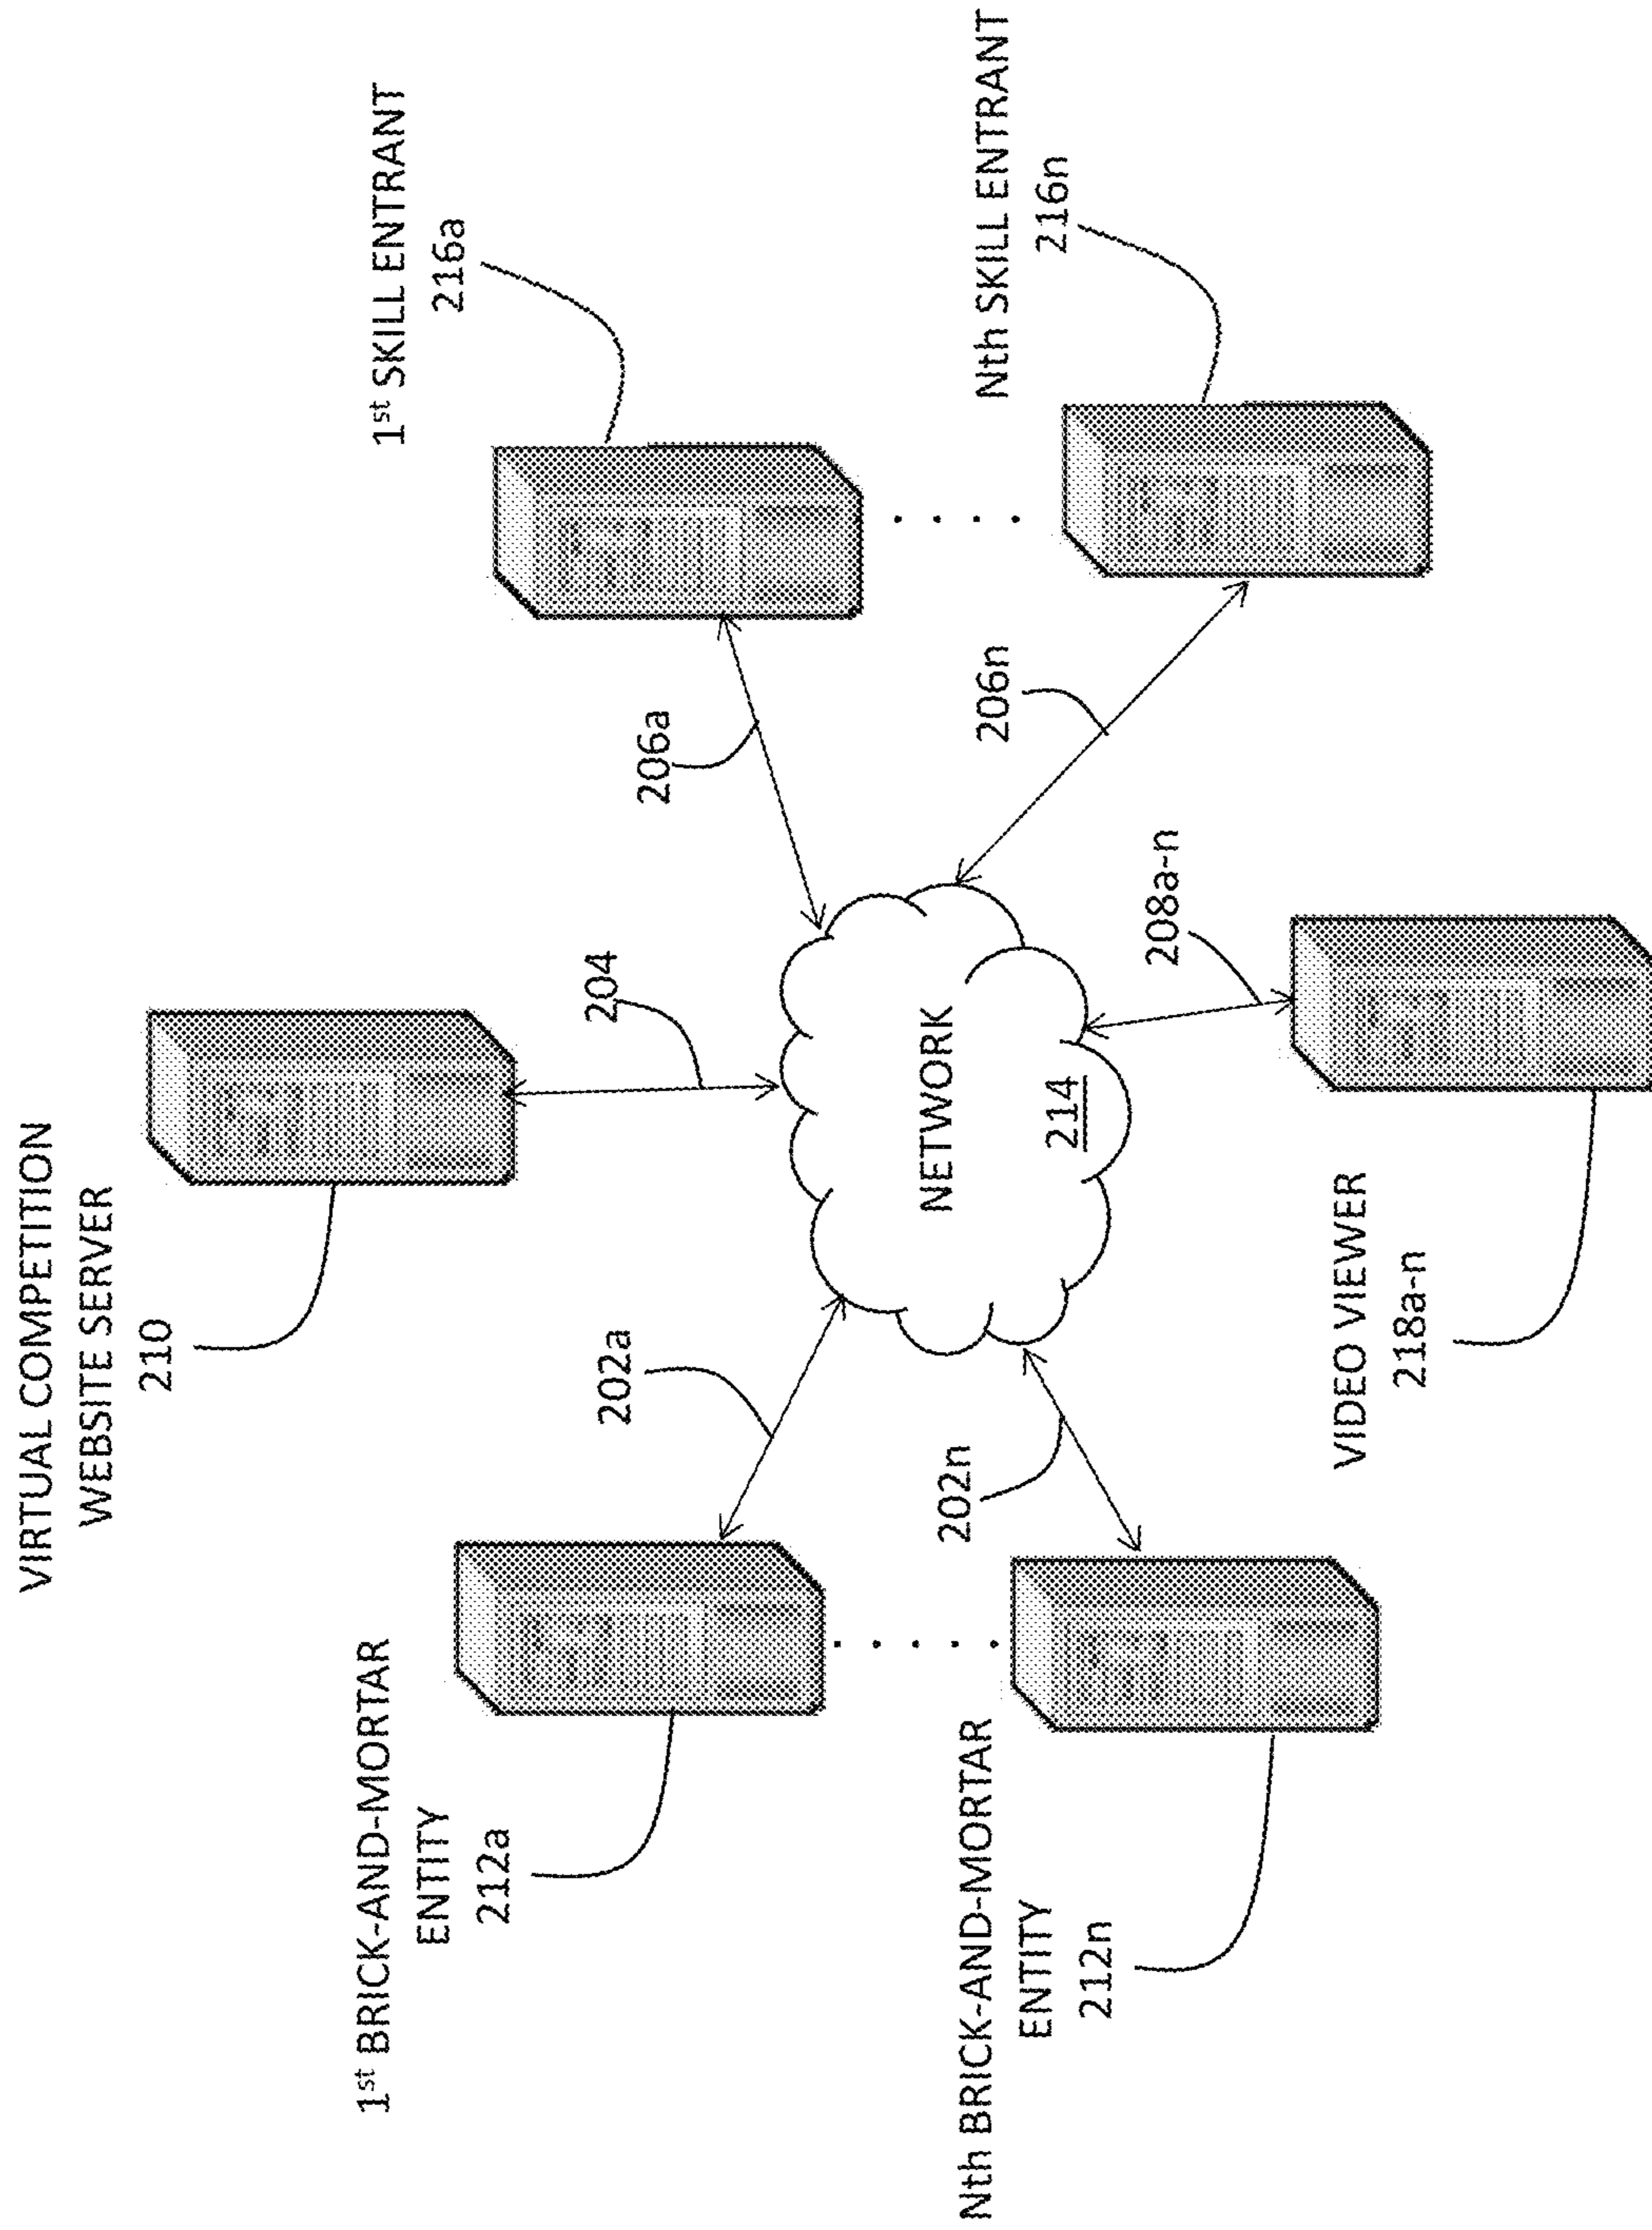 VIRTUAL COMPETITION
WEBSITE SERVER
210
204
1st BRICK-AND-MORTAR
ENTITY
212a
202a
206a
1st SKILL ENTRANT
216a
NETWORK
214
Nth BRICK-AND-MORTAR
ENTITY
212n
202n
206n
Nth SKILL ENTRANT
216n
208a-n
VIDEO VIEWER
218a-n